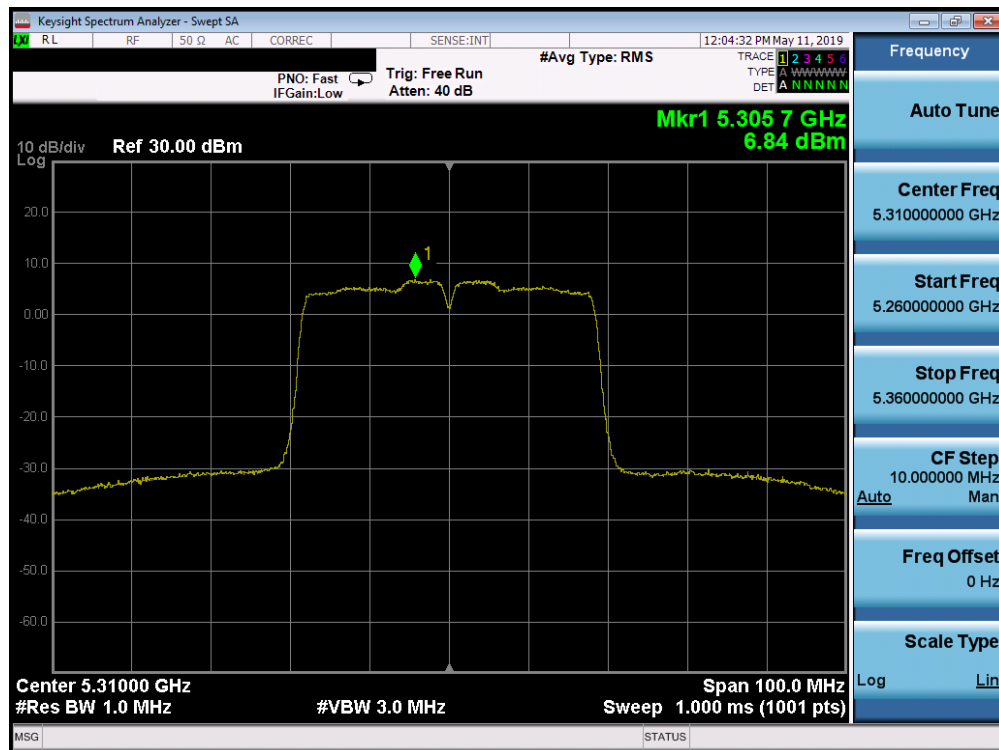 Keysight Spectrum Analyzer - Swept SA
LXI RL RF 50 Ω AC CORREC SENSE:INT 12:04:32 PM May 11, 2019
PNO: Fast
IFGain:Low
Trig: Free Run
Atten: 40 dB
#Avg Type: RMS
TRACE 1 2 3 4 5 6
TYPE A WWWWW
DET A N N N N N
Mkr1 5.305 7 GHz
6.84 dBm
10 dB/div Ref 30.00 dBm
Log
20.0
10.0
0.00
-10.0
-20.0
-30.0
-40.0
-50.0
-60.0
1
Center 5.31000 GHz Span 100.0 MHz
#Res BW 1.0 MHz #VBW 3.0 MHz Sweep 1.000 ms (1001 pts)
MSG STATUS
Frequency
Auto Tune
Center Freq
5.310000000 GHz
Start Freq
5.260000000 GHz
Stop Freq
5.360000000 GHz
CF Step
10.000000 MHz
Auto Man
Freq Offset
0 Hz
Scale Type
Log Lin